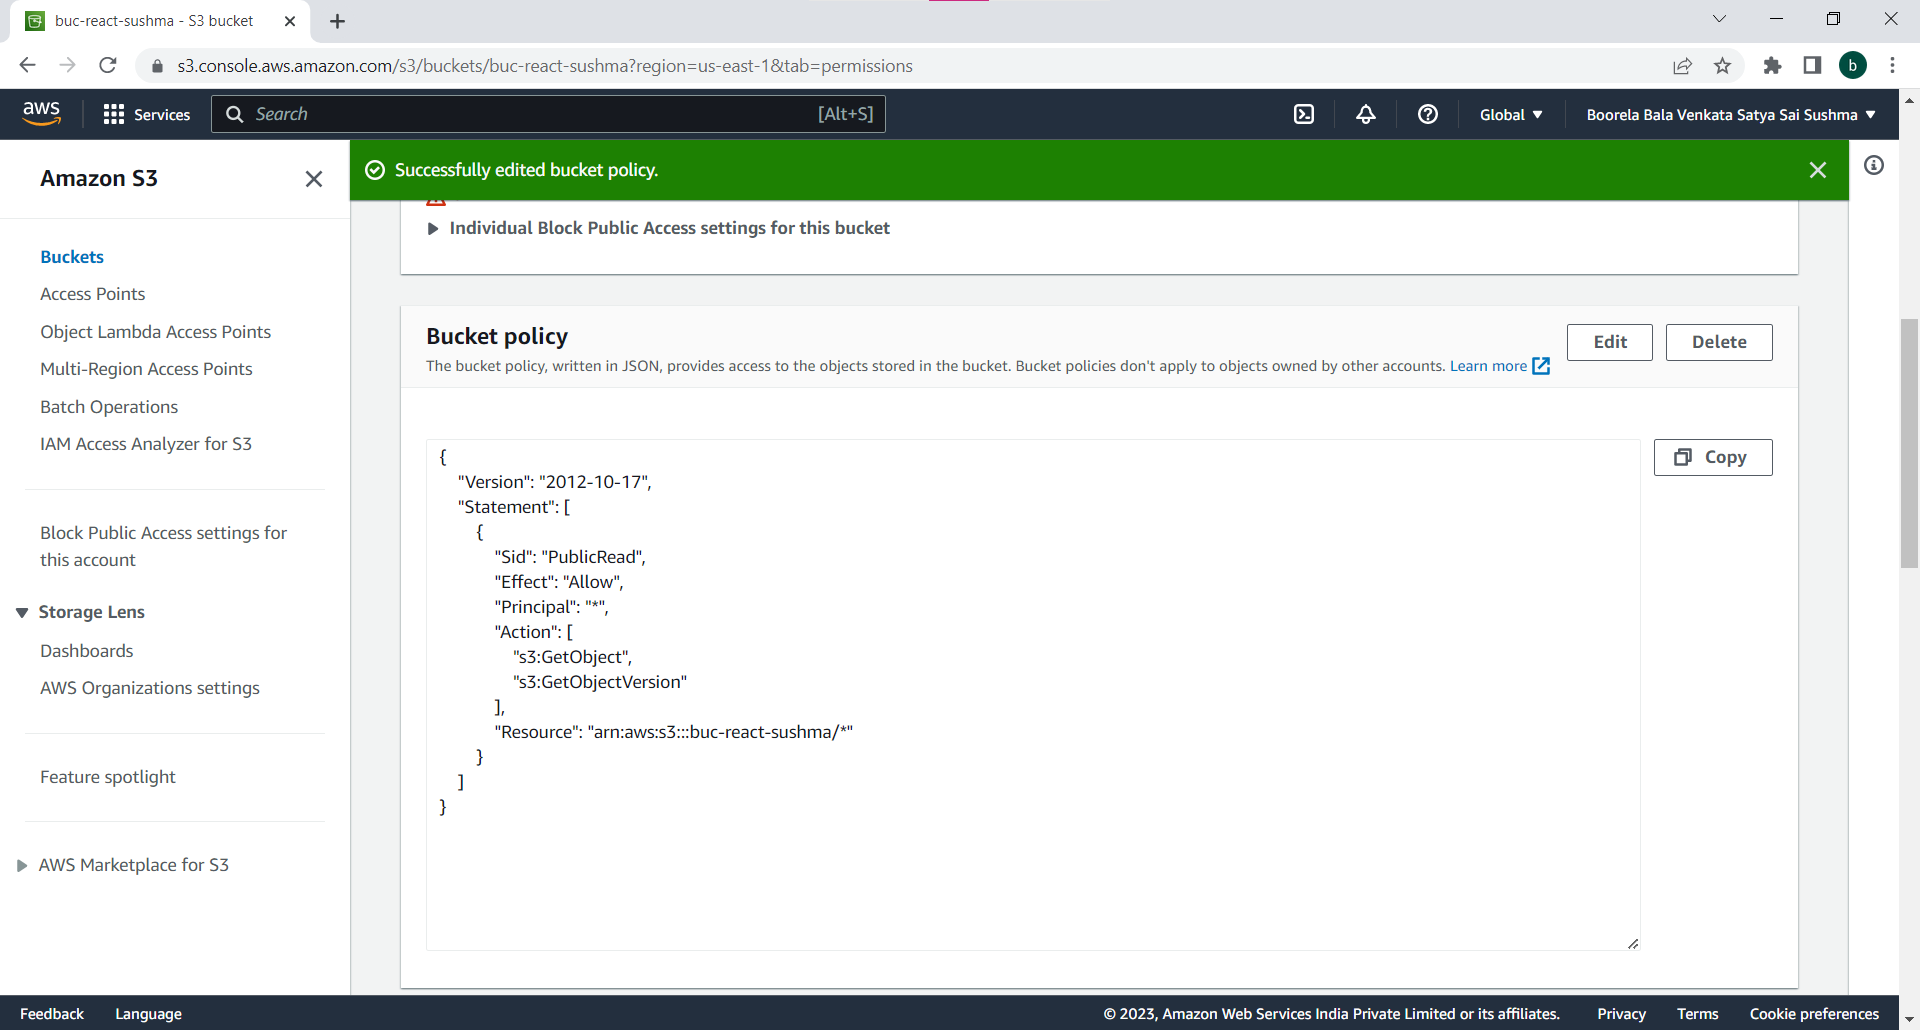 buc-react-sushma - S3 bucket
s3.console.aws.amazon.com/s3/buckets/buc-react-sushma?region=us-east-1&tab=permissions
b
aws
Services
Search
[Alt+S]
Global
Boorela Bala Venkata Satya Sai Sushma
Amazon S3
Buckets
Access Points
Object Lambda Access Points
Multi-Region Access Points
Batch Operations
IAM Access Analyzer for S3
Block Public Access settings for
this account
Storage Lens
Dashboards
AWS Organizations settings
Feature spotlight
AWS Marketplace for S3
Successfully edited bucket policy.
Individual Block Public Access settings for this bucket
Bucket policy
Edit
Delete
The bucket policy, written in JSON, provides access to the objects stored in the bucket. Bucket policies don't apply to objects owned by other accounts. Learn more
Copy
{
"Version": "2012-10-17",
"Statement": [
{
"Sid": "PublicRead",
"Effect": "Allow",
"Principal": "*",
"Action": [
"s3:GetObject",
"s3:GetObjectVersion"
],
"Resource": "arn:aws:s3:::buc-react-sushma/*"
}
]
}
Feedback
Language
© 2023, Amazon Web Services India Private Limited or its affiliates.
Privacy
Terms
Cookie preferences